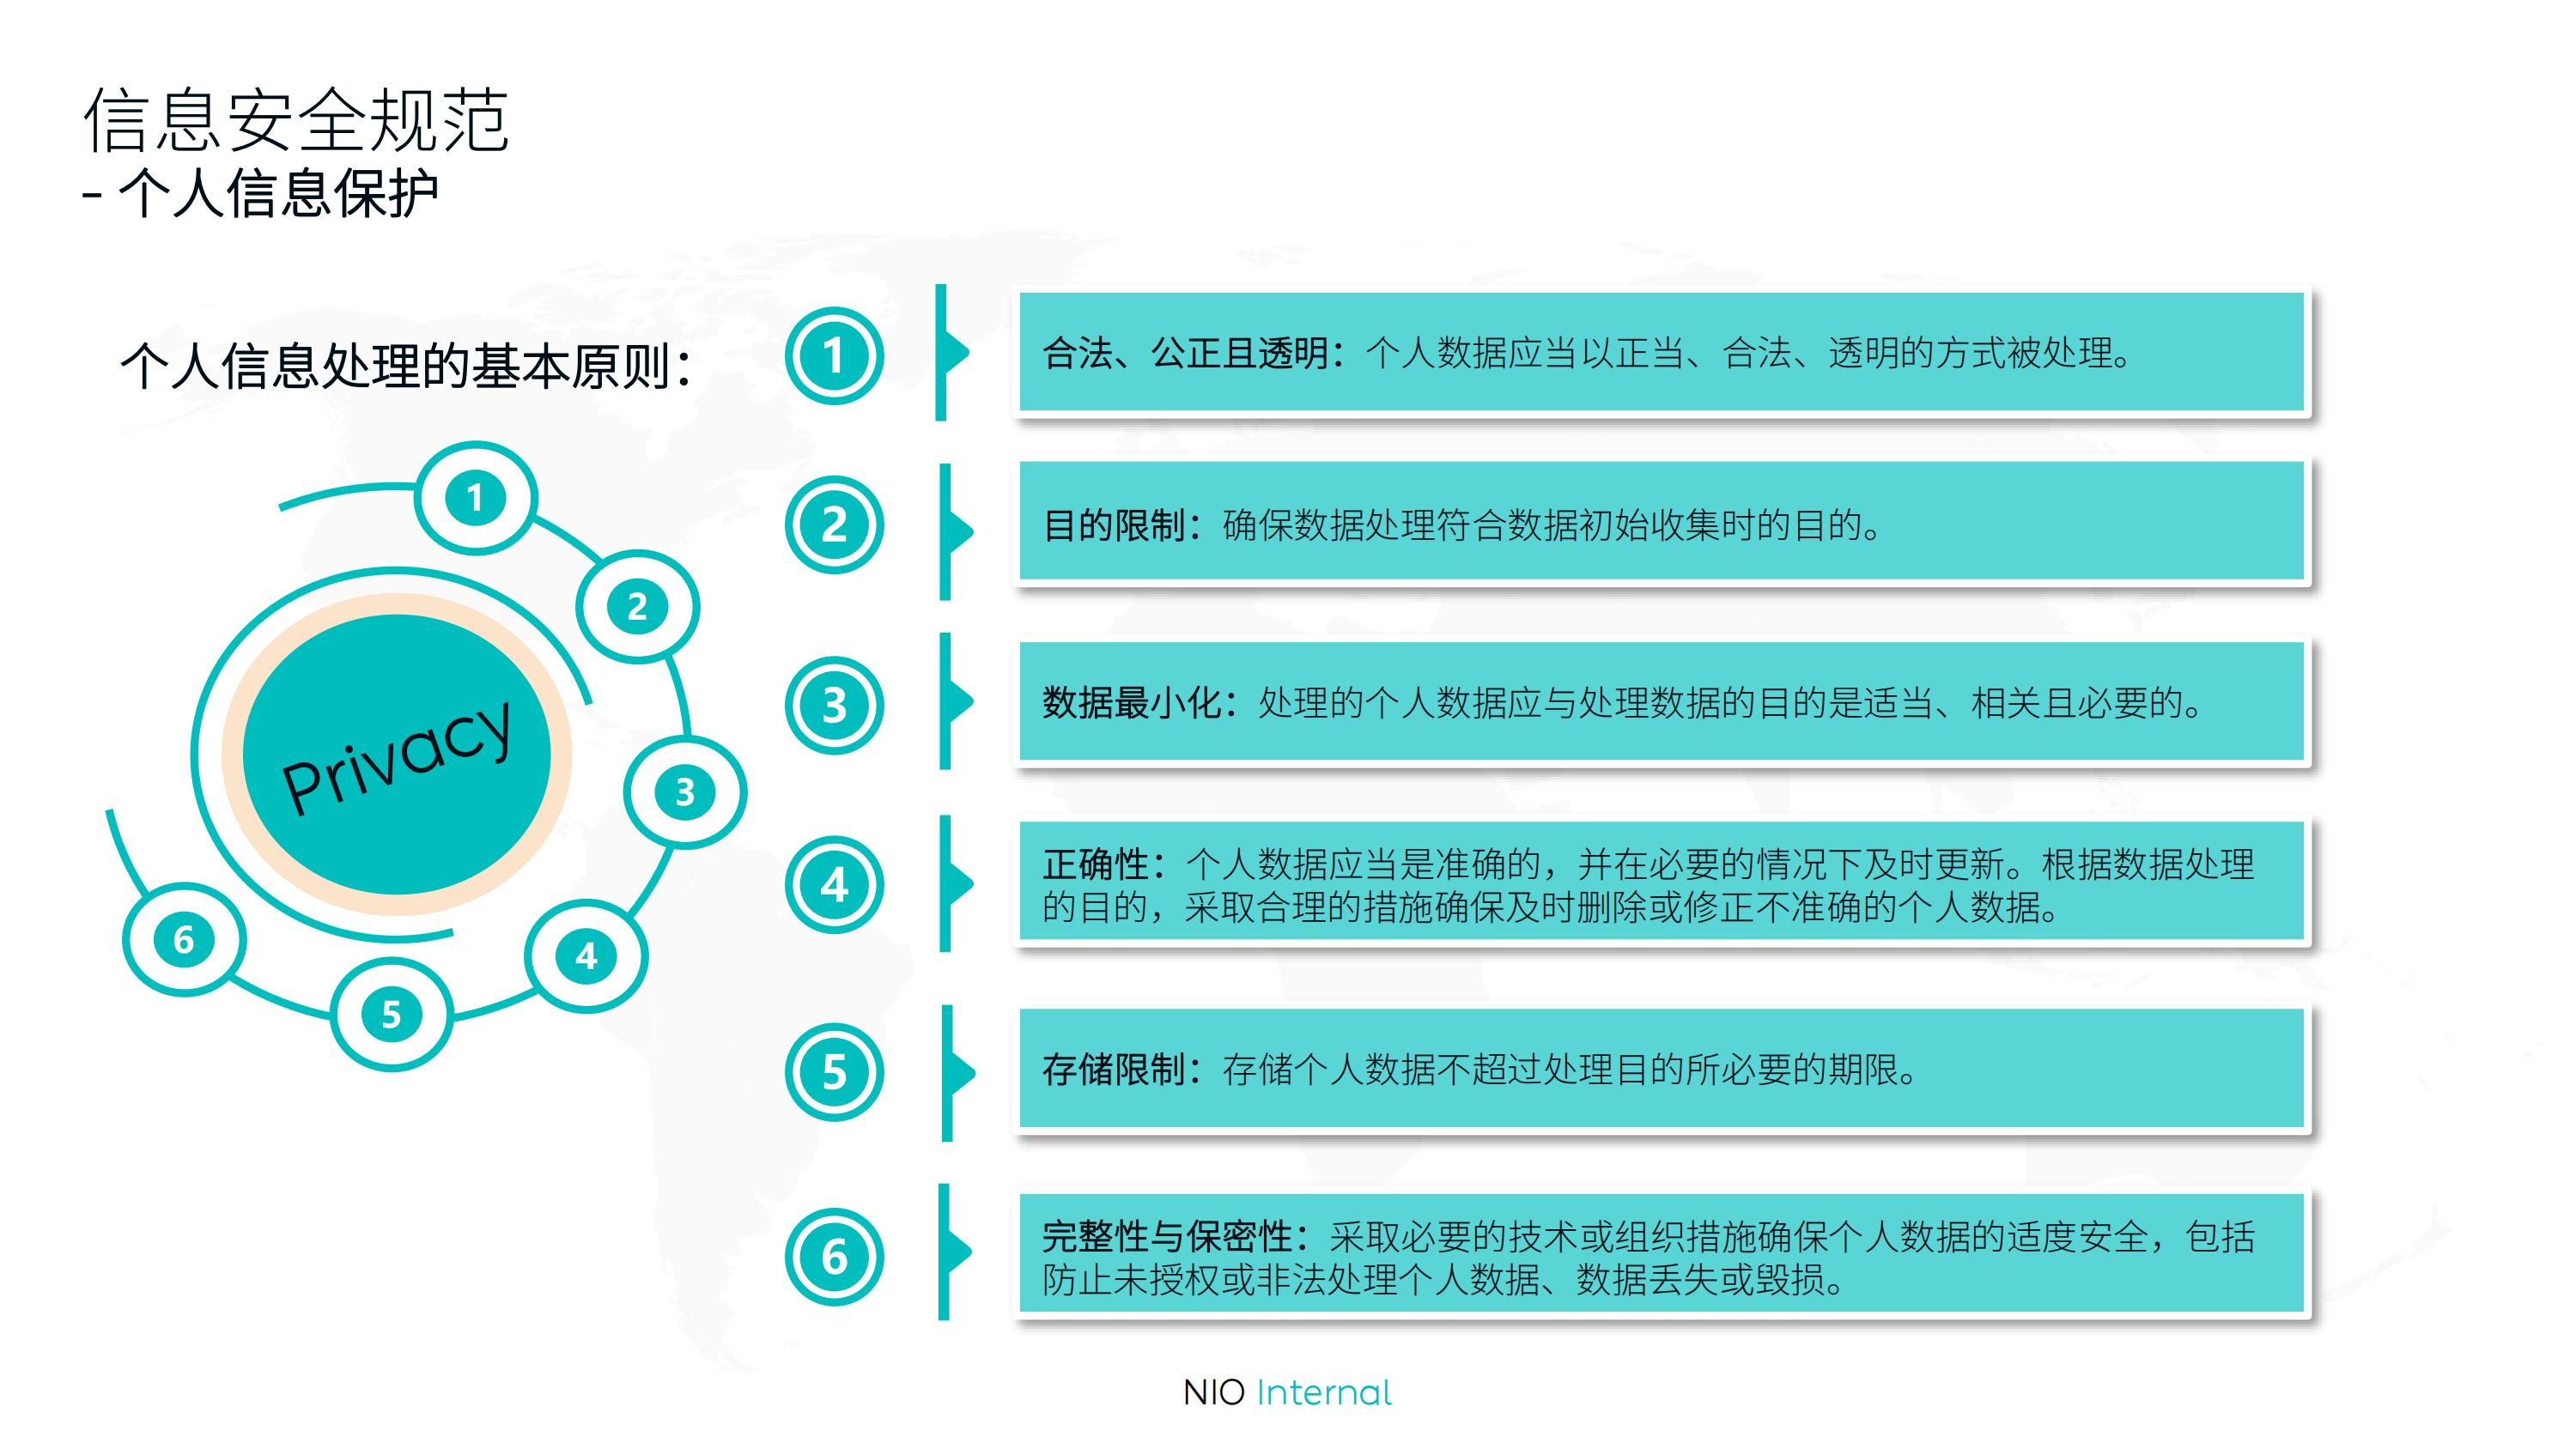 信息安全规范
- 个人信息保护
个人信息处理的基本原则：
1
2
3
4
5
6
Privacy
1
合法、公正且透明：个人数据应当以正当、合法、透明的方式被处理。
2
目的限制：确保数据处理符合数据初始收集时的目的。
3
数据最小化：处理的个人数据应与处理数据的目的是适当、相关且必要的。
4
正确性：个人数据应当是准确的，并在必要的情况下及时更新。根据数据处理
的目的，采取合理的措施确保及时删除或修正不准确的个人数据。
5
存储限制：存储个人数据不超过处理目的所必要的期限。
6
完整性与保密性：采取必要的技术或组织措施确保个人数据的适度安全，包括
防止未授权或非法处理个人数据、数据丢失或毁损。
NIO Internal